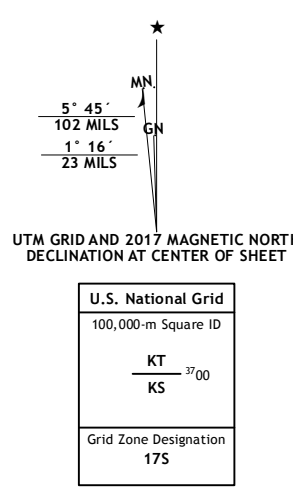 ★
MN
5° 45´
102 MILS
GN
1° 16´
23 MILS
UTM GRID AND 2017 MAGNETIC NORTH
DECLINATION AT CENTER OF SHEET
U.S. National Grid
100,000-m Square ID
KT
3700
KS
Grid Zone Designation
17S